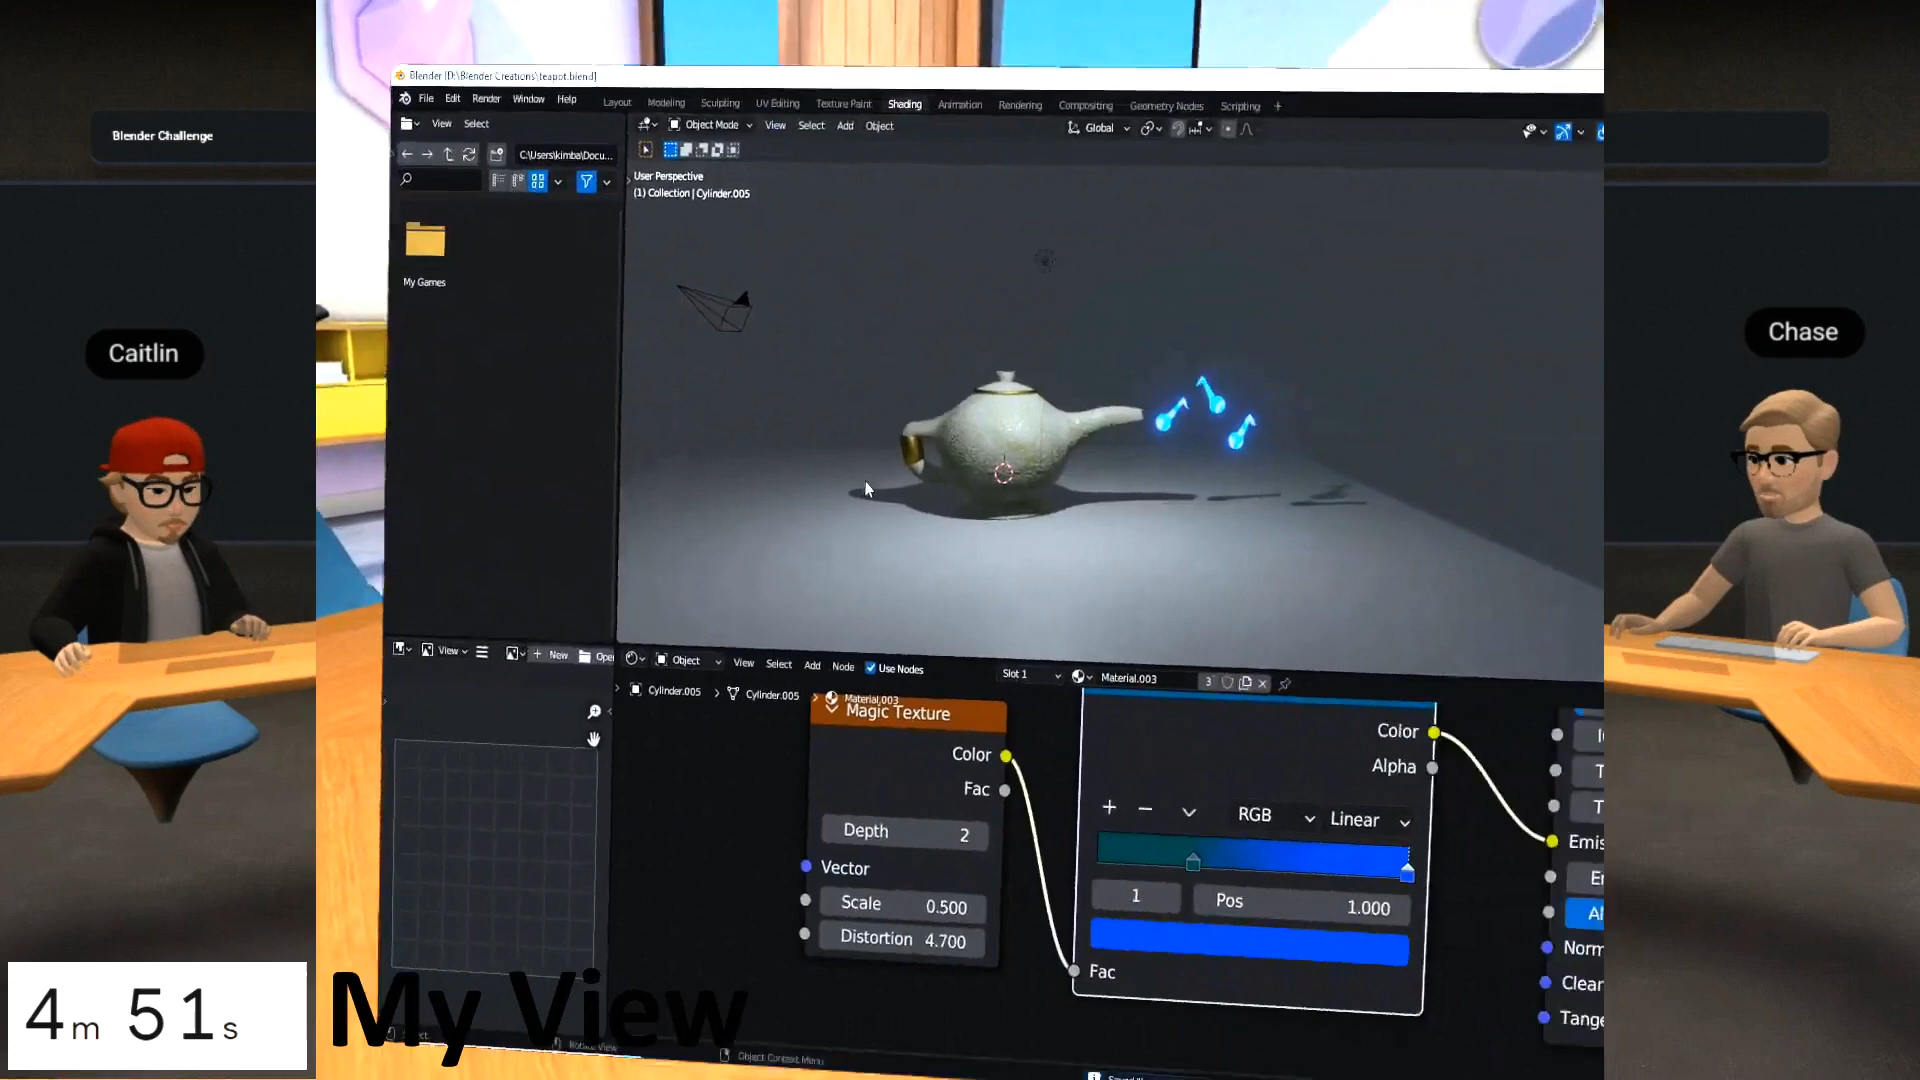 Blender Challenge
Caitlin
Chase
Blender [D:\Blender Creations\teapot.blend]
File Edit Render Window Help
Layout Modeling Sculpting UV Editing Texture Paint Shading Animation Rendering Compositing Geometry Nodes Scripting +
View Select
Object Mode View Select Add Object
Global
C:\Users\kimba\Docu...
User Perspective
(1) Collection | Cylinder.005
My Games
View
New
Ope
Object View Select Add Node Use Nodes
Slot 1
Material.003
3
Cylinder.005 > Cylinder.005 > Material.003
Magic Texture
Color
Fac
Depth 2
Vector
Scale 0.500
Distortion 4.700
Color
Alpha
+ −
RGB Linear
1
Pos 1.000
Fac
Emis
Norm
Clear
Tange
4m 51s
My View
Rotate View
Object Context Menu